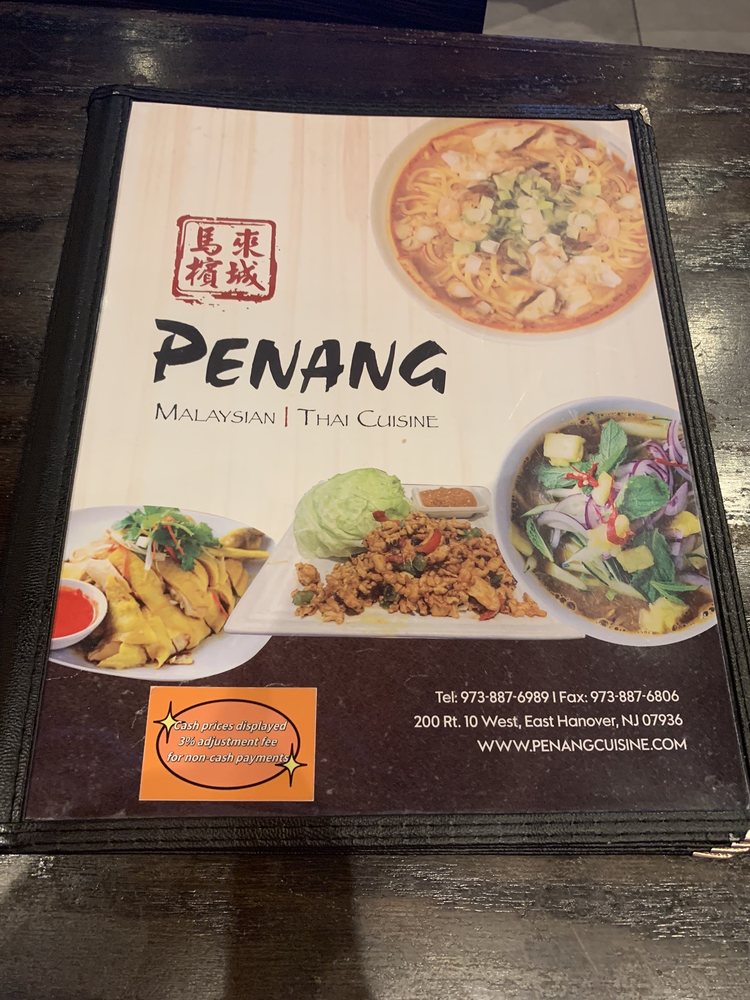 馬來
檳城
PENANG
MALAYSIAN | THAI CUISINE
Cash prices displayed
3% adjustment fee
for non-cash payments
Tel: 973-887-6989 | Fax: 973-887-6806
200 Rt. 10 West, East Hanover, NJ 07936
WWW.PENANGCUISINE.COM